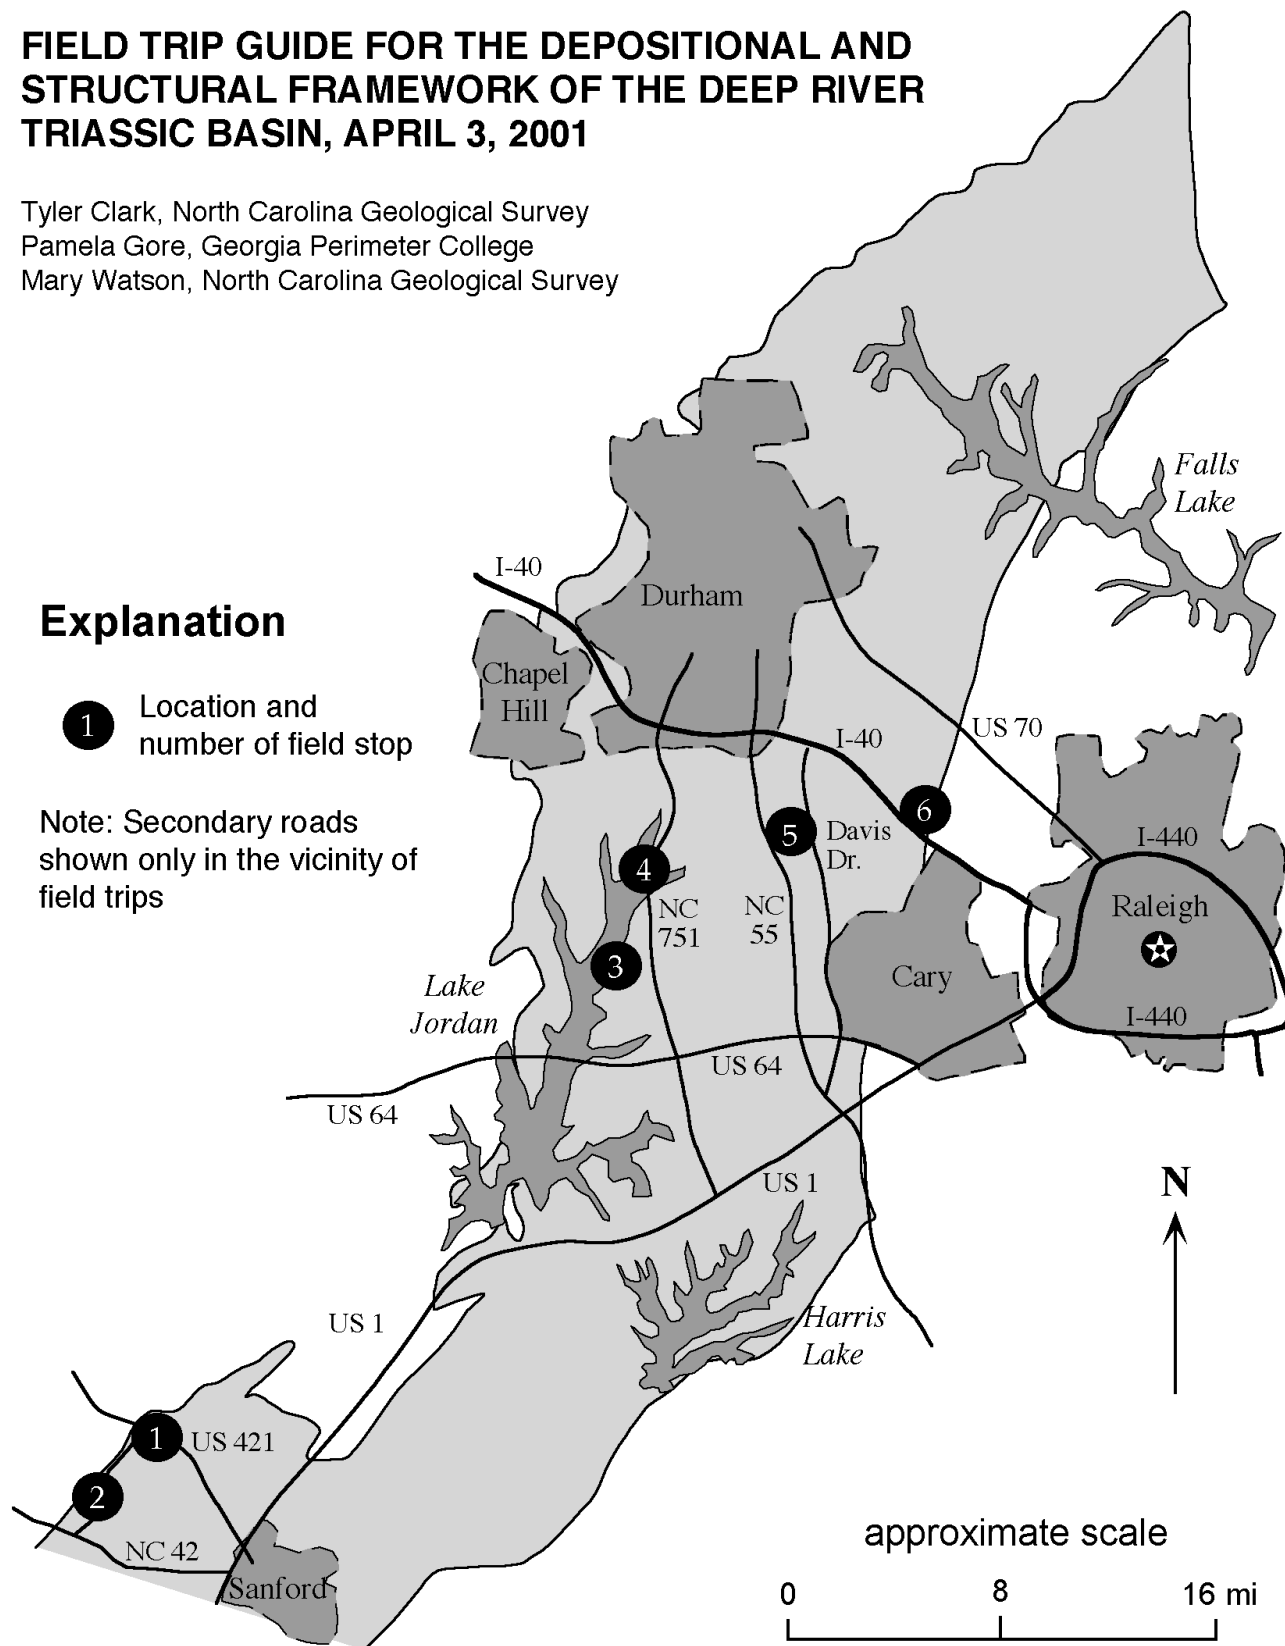 FIELD TRIP GUIDE FOR THE DEPOSITIONAL AND
STRUCTURAL FRAMEWORK OF THE DEEP RIVER
TRIASSIC BASIN, APRIL 3, 2001
Tyler Clark, North Carolina Geological Survey
Pamela Gore, Georgia Perimeter College
Mary Watson, North Carolina Geological Survey
Falls
Lake
I-40
Durham
Explanation
Chapel
Hill
1
Location and
number of field stop
US 70
I-40
6
5
Davis
Dr.
I-440
Note: Secondary roads
shown only in the vicinity of
field trips
4
NC
751
NC
55
Raleigh
3
Cary
Lake
Jordan
I-440
US 64
US 64
US 1
N
US 1
Harris
Lake
1
US 421
2
NC 42
Sanford
approximate scale
0
8
16 mi